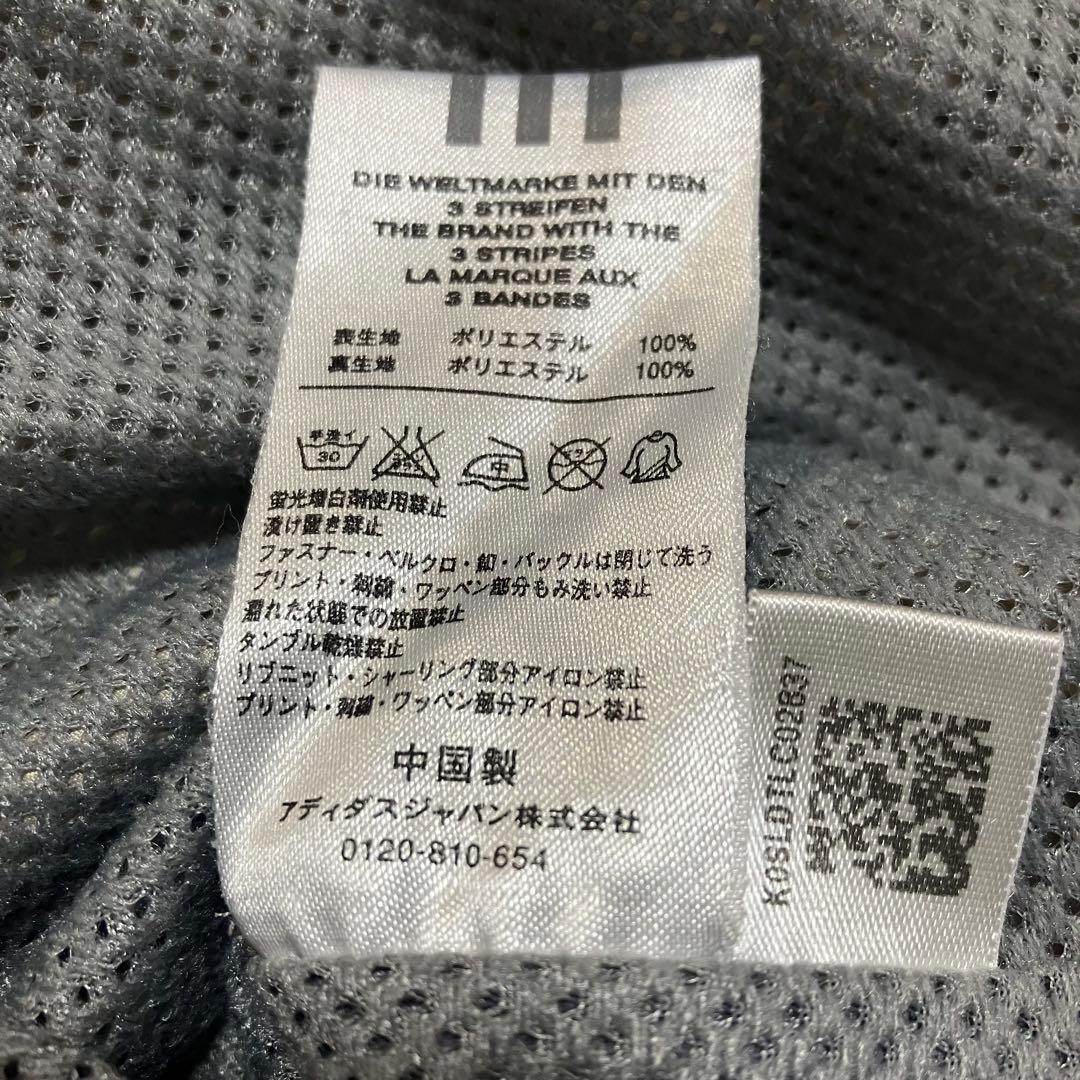 DIE WELTMARKE MIT DEN
3 STREIFEN
THE BRAND WITH THE
3 STRIPES
LA MARQUE AUX
3 BANDES
表生地 ポリエステル 100%
裏生地 ポリエステル 100%
手洗イ
30
中
蛍光増白剤使用禁止
漬け置き禁止
ファスナー・ベルクロ・釦・バックルは閉じて洗う
プリント・刺繍・ワッペン部分もみ洗い禁止
濡れた状態での放置禁止
タンブル乾燥禁止
リブニット・シャーリング部分アイロン禁止
プリント・刺繍・ワッペン部分アイロン禁止
中国製
アディダスジャパン株式会社
0120-810-654